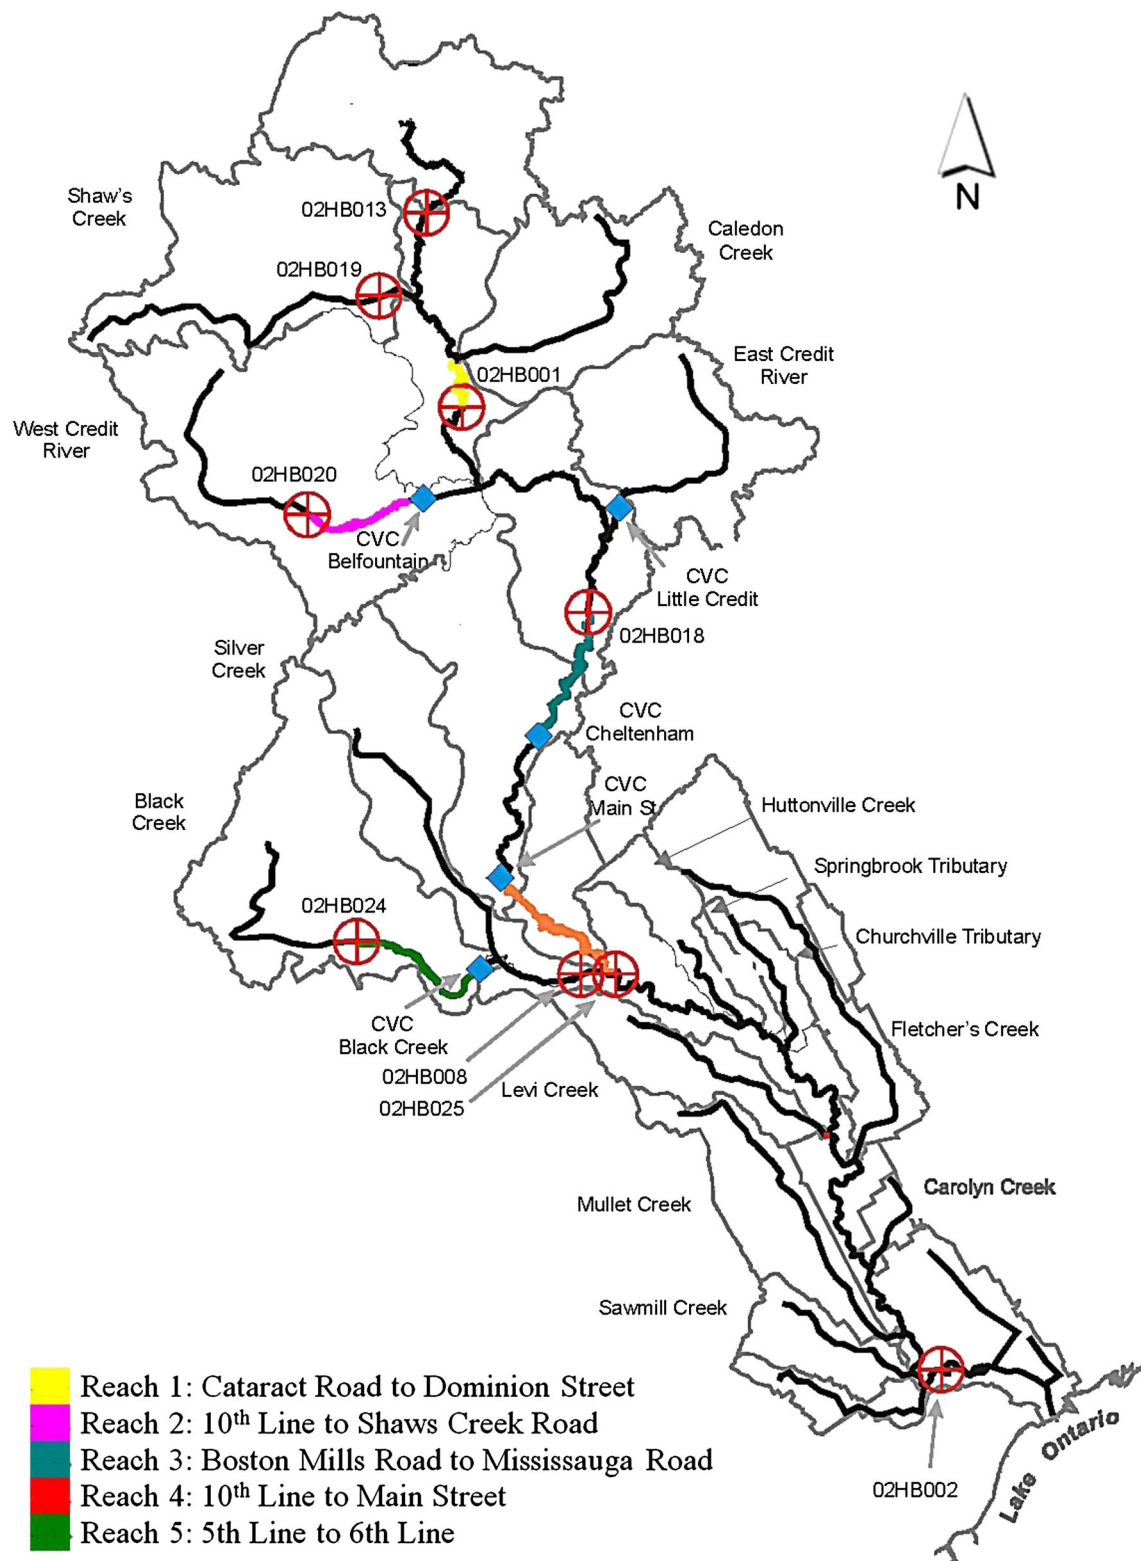 N
Shaw's
Creek
02HB013
Caledon
Creek
02HB019
East Credit
River
02HB001
West Credit
River
02HB020
CVC
Belfountain
CVC
Little Credit
02HB018
Silver
Creek
CVC
Cheltenham
CVC
Main St
Black
Creek
Huttonville Creek
Springbrook Tributary
02HB024
Churchville Tributary
CVC
Black Creek
Fletcher's Creek
02HB008
02HB025
Levi Creek
Carolyn Creek
Mullet Creek
Sawmill Creek
02HB002
Lake Ontario
Reach 1: Cataract Road to Dominion Street
Reach 2: 10th Line to Shaws Creek Road
Reach 3: Boston Mills Road to Mississauga Road
Reach 4: 10th Line to Main Street
Reach 5: 5th Line to 6th Line